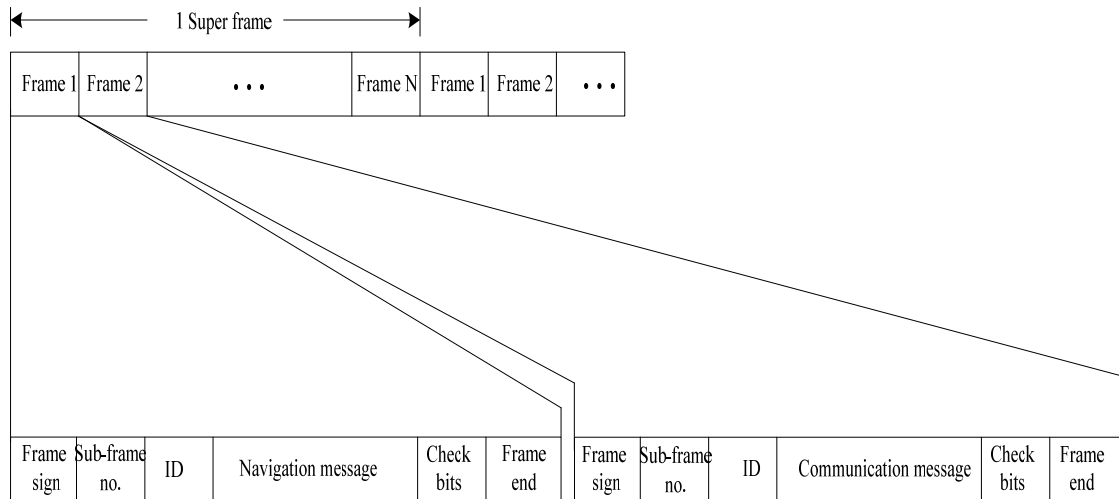 1 Super frame
Frame 1 Frame 2 ••• Frame N Frame 1 Frame 2 •••
Frame sign
Sub-frame no.
ID
Navigation message
Check bits
Frame end
Frame sign
Sub-frame no.
ID
Communication message
Check bits
Frame end